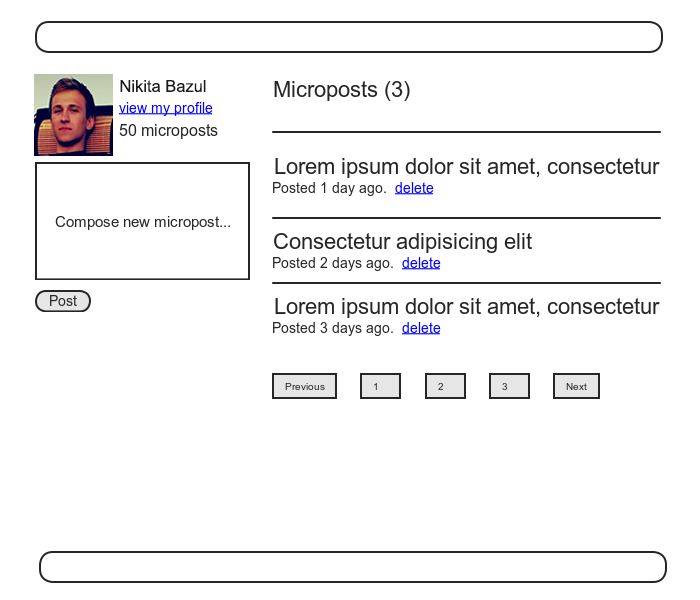 Nikita Bazul
view my profile
50 microposts
Compose new micropost...
Post
Microposts (3)
Lorem ipsum dolor sit amet, consectetur
Posted 1 day ago. delete
Consectetur adipisicing elit
Posted 2 days ago. delete
Lorem ipsum dolor sit amet, consectetur
Posted 3 days ago. delete
Previous 1 2 3 Next